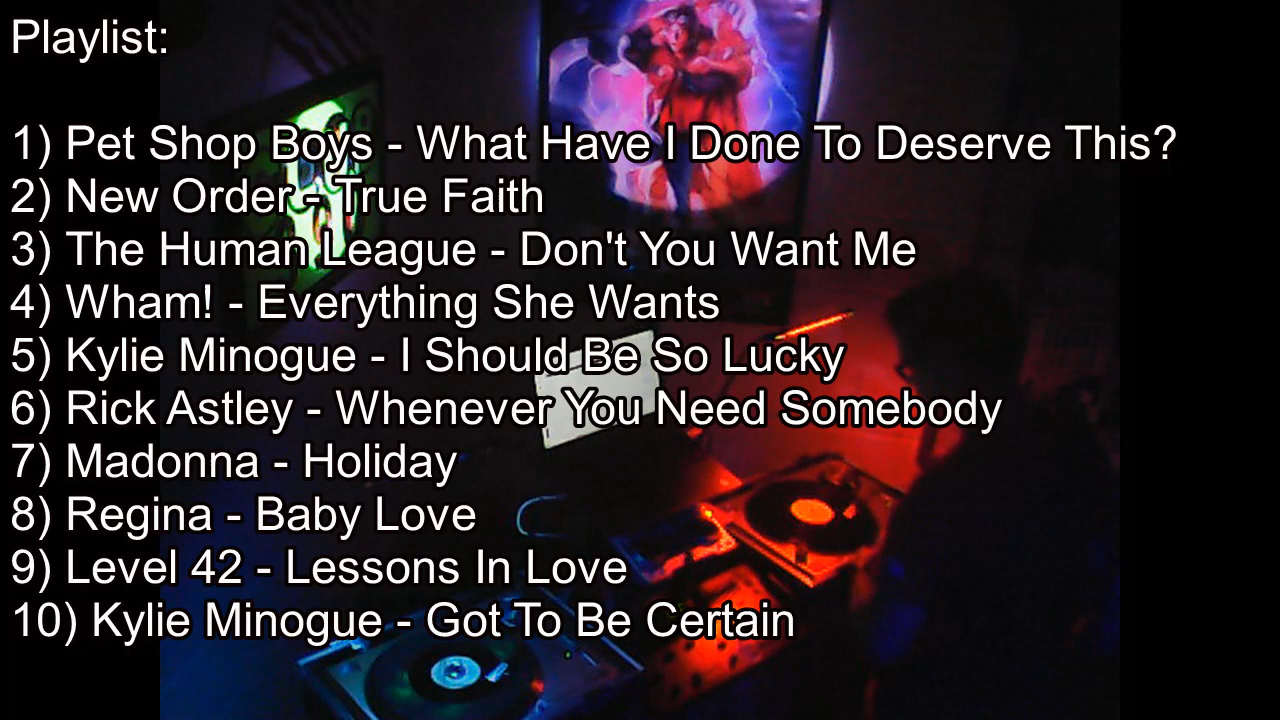 Playlist:
1) Pet Shop Boys - What Have I Done To Deserve This?
2) New Order - True Faith
3) The Human League - Don't You Want Me
4) Wham! - Everything She Wants
5) Kylie Minogue - I Should Be So Lucky
6) Rick Astley - Whenever You Need Somebody
7) Madonna - Holiday
8) Regina - Baby Love
9) Level 42 - Lessons In Love
10) Kylie Minogue - Got To Be Certain